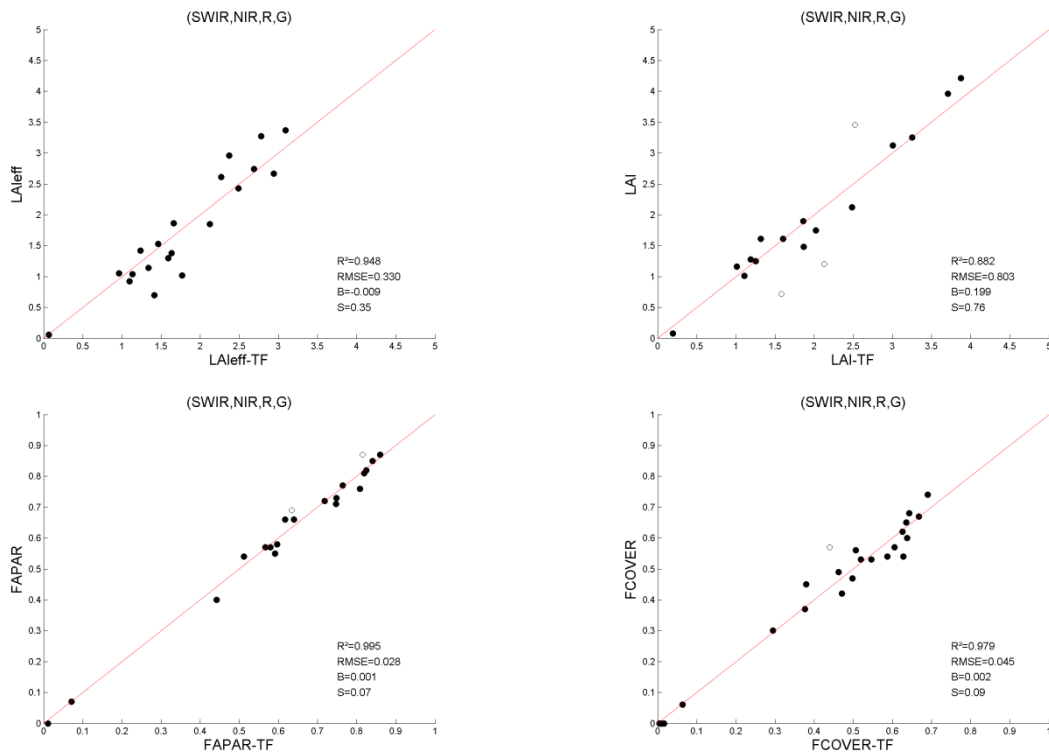 (SWIR,NIR,R,G)
5
4.5
4
3.5
3
2.5
2
1.5
1
0.5
0
LAIeff
R²=0.948
RMSE=0.330
B=-0.009
S=0.35
0 0.5 1 1.5 2 2.5 3 3.5 4 4.5 5
LAIeff-TF
(SWIR,NIR,R,G)
5
4.5
4
3.5
3
2.5
2
1.5
1
0.5
0
LAI
R²=0.882
RMSE=0.803
B=0.199
S=0.76
0 0.5 1 1.5 2 2.5 3 3.5 4 4.5 5
LAI-TF
(SWIR,NIR,R,G)
1
0.9
0.8
0.7
0.6
0.5
0.4
0.3
0.2
0.1
0
FAPAR
R²=0.995
RMSE=0.028
B=0.001
S=0.07
0 0.1 0.2 0.3 0.4 0.5 0.6 0.7 0.8 0.9 1
FAPAR-TF
(SWIR,NIR,R,G)
1
0.9
0.8
0.7
0.6
0.5
0.4
0.3
0.2
0.1
0
FCOVER
R²=0.979
RMSE=0.045
B=0.002
S=0.09
0 0.1 0.2 0.3 0.4 0.5 0.6 0.7 0.8 0.9 1
FCOVER-TF